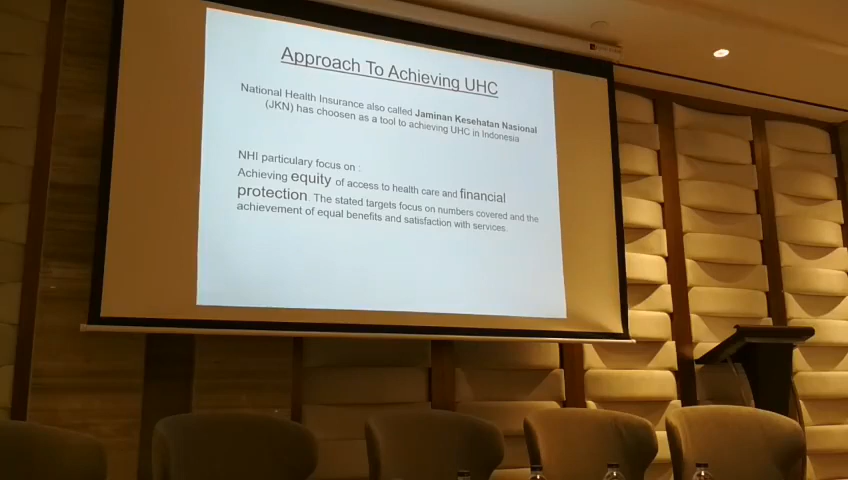 Approach To Achieving UHC
National Health Insurance also called Jaminan Kesehatan Nasional
(JKN) has choosen as a tool to achieving UHC in Indonesia
NHI particulary focus on :
Achieving equity of access to health care and financial
protection. The stated targets focus on numbers covered and the
achievement of equal benefits and satisfaction with services.